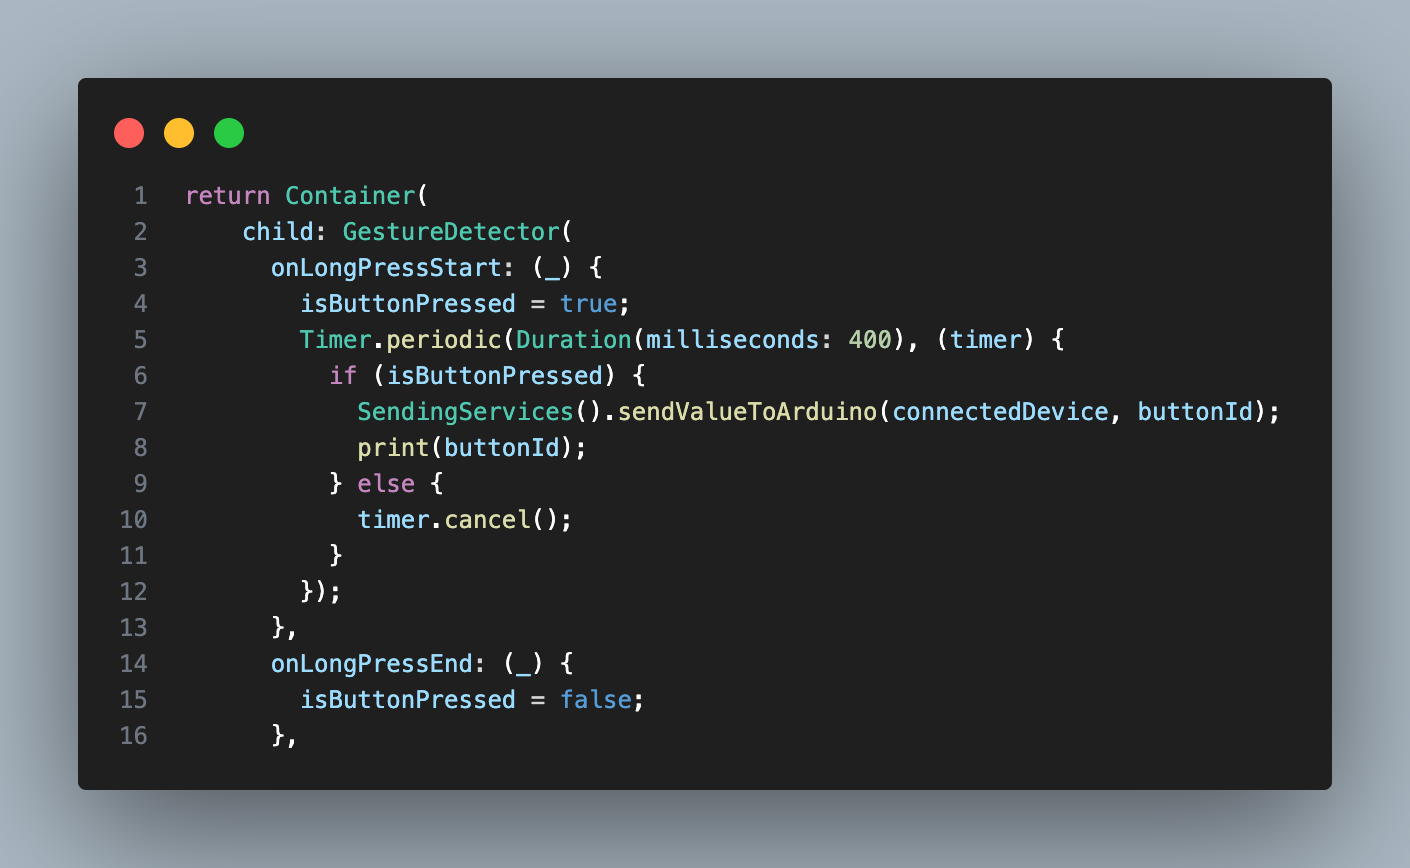 1 return Container(
2     child: GestureDetector(
3       onLongPressStart: (_) {
4         isButtonPressed = true;
5         Timer.periodic(Duration(milliseconds: 400), (timer) {
6           if (isButtonPressed) {
7             SendingServices().sendValueToArduino(connectedDevice, buttonId);
8             print(buttonId);
9           } else {
10             timer.cancel();
11           }
12         });
13       },
14       onLongPressEnd: (_) {
15         isButtonPressed = false;
16       },